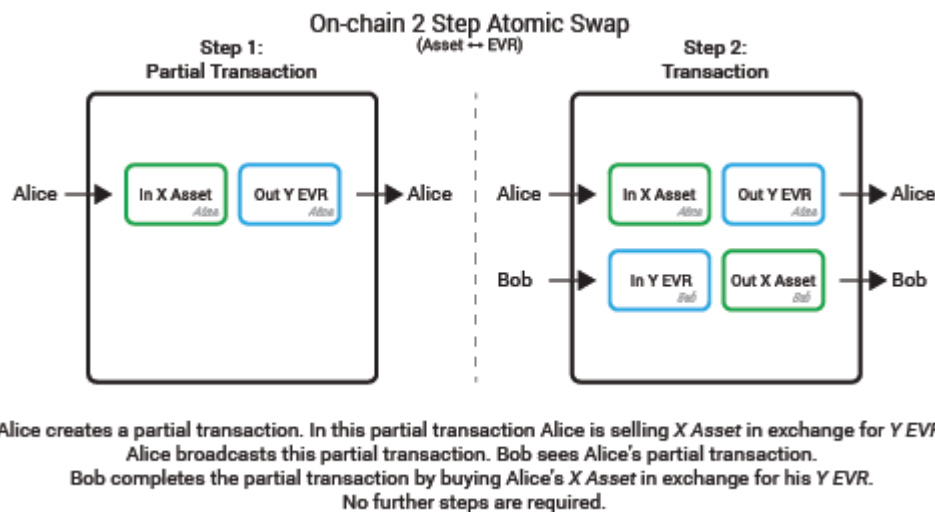 On-chain 2 Step Atomic Swap
(Asset ↔ EVR)
Step 1:
Partial Transaction
Step 2:
Transaction
Alice
In X Asset
Alice
Out Y EVR
Alice
Alice
Alice
In X Asset
Alice
Out Y EVR
Alice
Alice
Bob
In Y EVR
Bob
Out X Asset
Bob
Bob
Alice creates a partial transaction. In this partial transaction Alice is selling X Asset in exchange for Y EVR
Alice broadcasts this partial transaction. Bob sees Alice's partial transaction.
Bob completes the partial transaction by buying Alice's X Asset in exchange for his Y EVR.
No further steps are required.